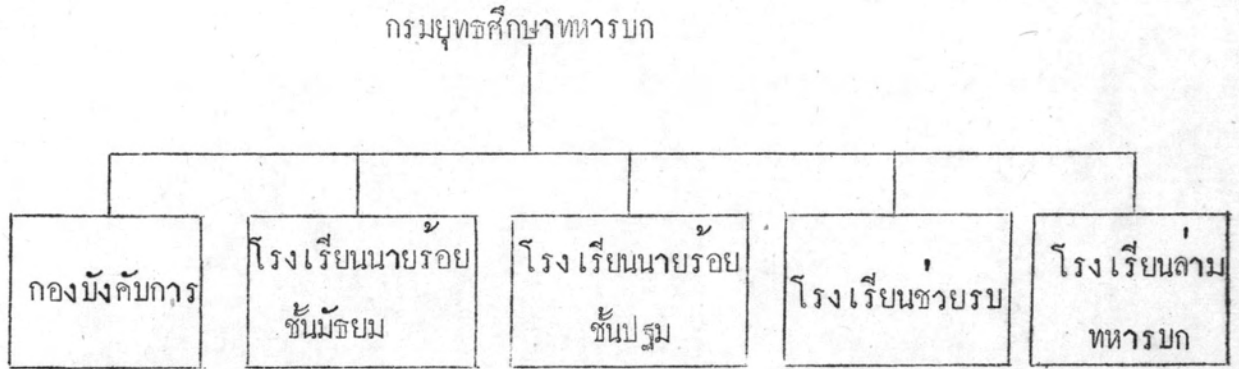 กรมยุทธศึกษาทหารบก
กองบังคับการ
โรงเรียนนายร้อย
ชั้นมัธยม
โรงเรียนนายร้อย
ชั้นปฐม
โรงเรียนช่วยรบ
โรงเรียนล่าม
ทหารบก